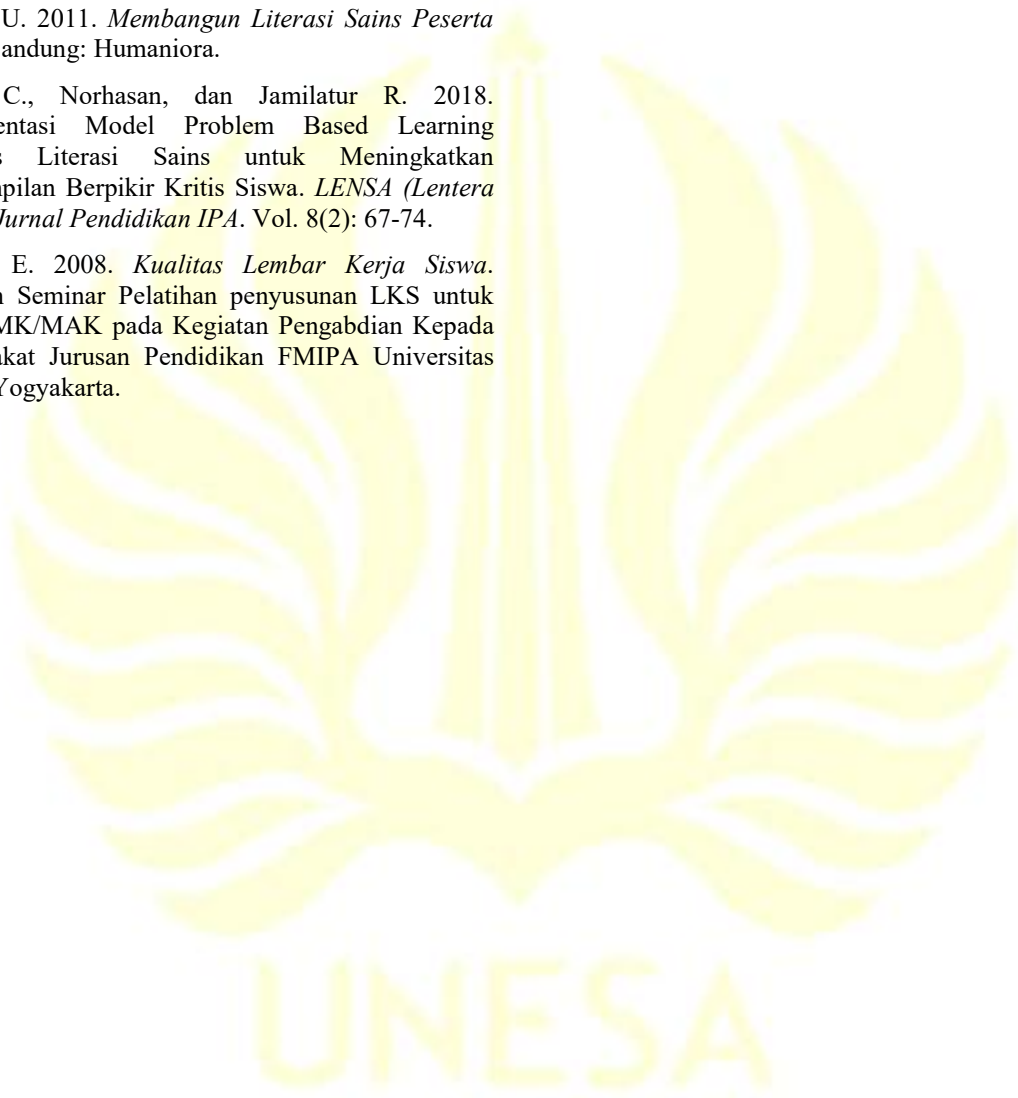 U. 2011. Membangun Literasi Sains Peserta
andung: Humaniora.
C., Norhasan, dan Jamilatur R. 2018.
entasi Model Problem Based Learning
s Literasi Sains untuk Meningkatkan
pilan Berpikir Kritis Siswa. LENSA (Lentera
Jurnal Pendidikan IPA. Vol. 8(2): 67-74.
E. 2008. Kualitas Lembar Kerja Siswa.
n Seminar Pelatihan penyusunan LKS untuk
MK/MAK pada Kegiatan Pengabdian Kepada
akat Jurusan Pendidikan FMIPA Universitas
Yogyakarta.
UNESA